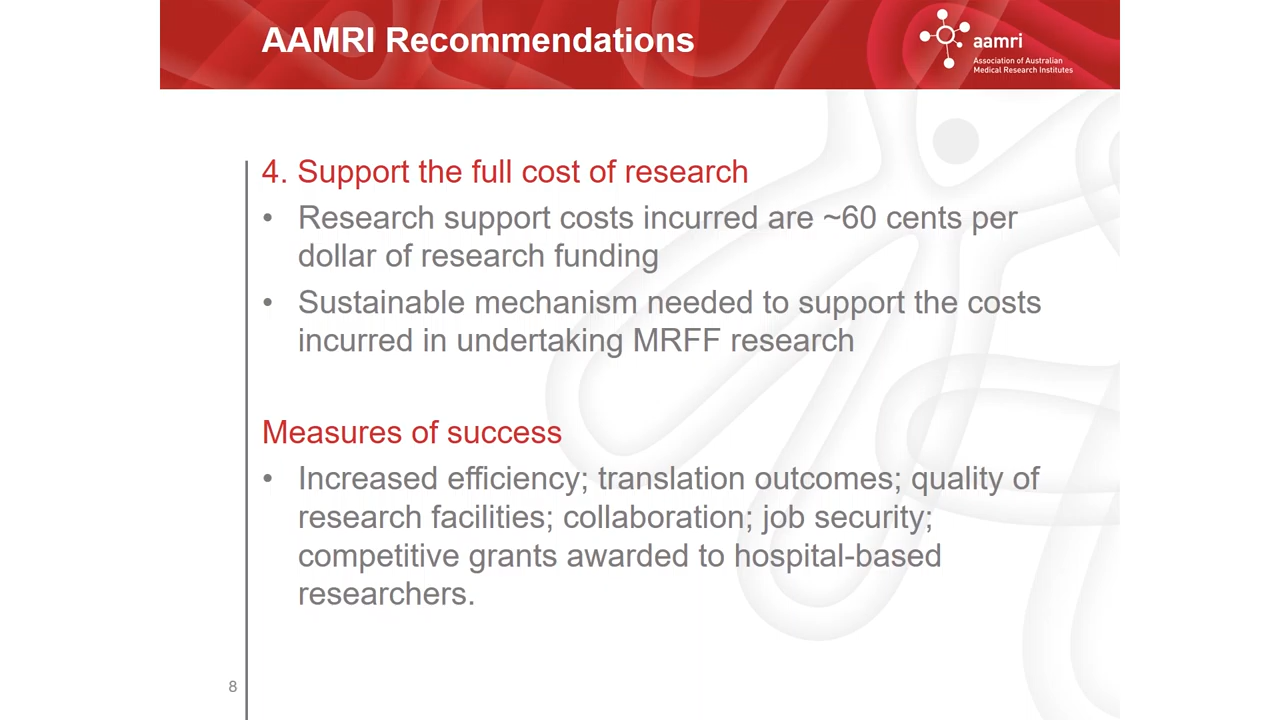 AAMRI Recommendations
aamri
Association of Australian
Medical Research Institutes
4. Support the full cost of research
• Research support costs incurred are ~60 cents per
dollar of research funding
• Sustainable mechanism needed to support the costs
incurred in undertaking MRFF research
Measures of success
• Increased efficiency; translation outcomes; quality of
research facilities; collaboration; job security;
competitive grants awarded to hospital-based
researchers.
8